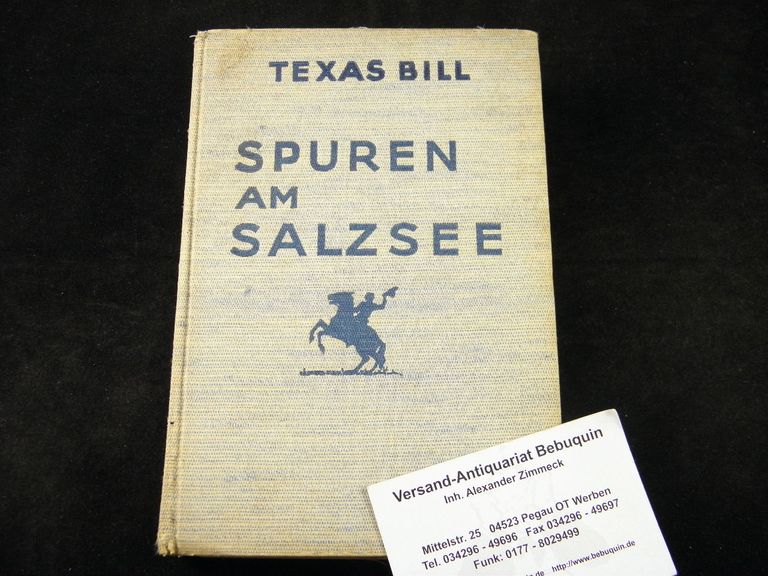 TEXAS BILL
SPUREN
AM
SALZSEE
Versand-Antiquariat Bebuquin
Inh. Alexander Zimmeck
Mittelstr. 25 04523 Pegau OT Werben
Tel. 034296 - 49696 Fax 034296 - 49697
Funk: 0177 - 8029499
http://www.bebuquin.de